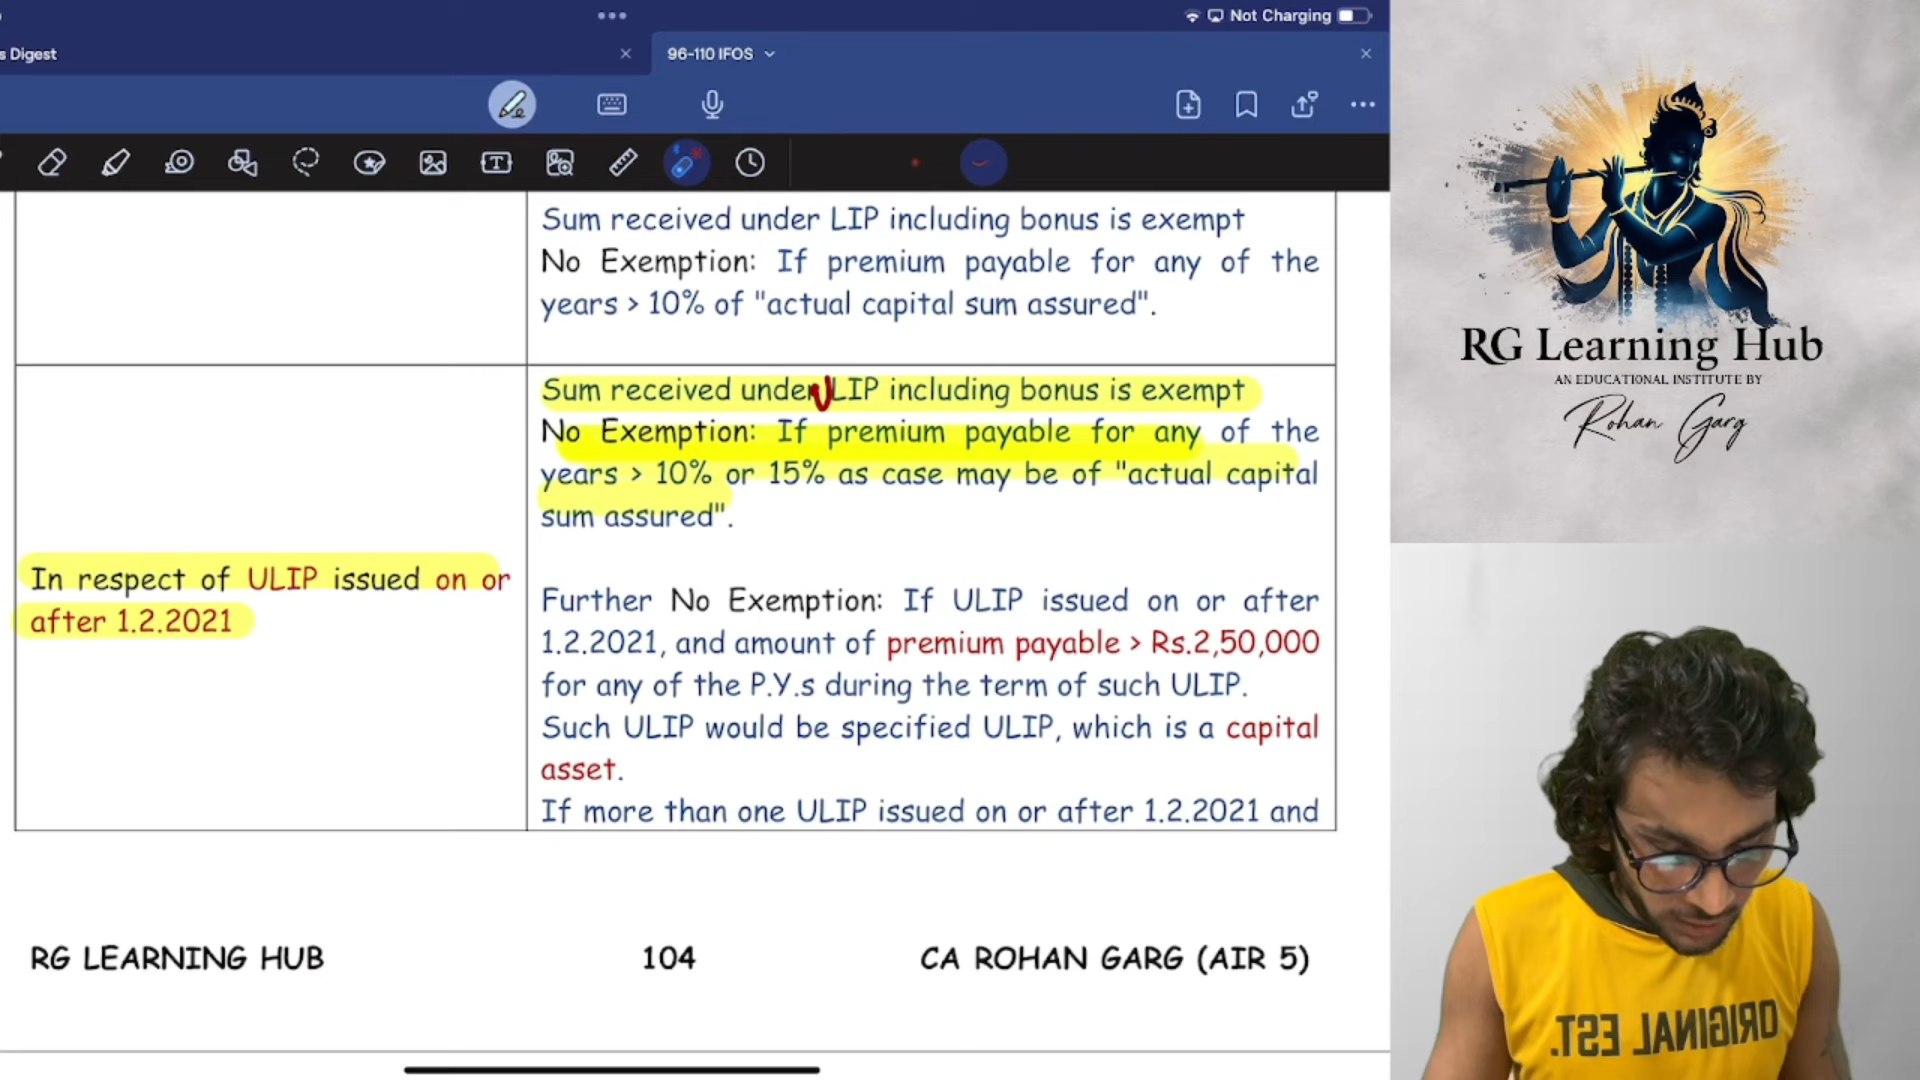 Not Charging
s Digest
96-110 IFOS
Sum received under LIP including bonus is exempt
No Exemption: If premium payable for any of the
years > 10% of "actual capital sum assured".
Sum received under ULIP including bonus is exempt
No Exemption: If premium payable for any of the
years > 10% or 15% as case may be of "actual capital
sum assured".
In respect of ULIP issued on or
after 1.2.2021
Further No Exemption: If ULIP issued on or after
1.2.2021, and amount of premium payable > Rs.2,50,000
for any of the P.Y.s during the term of such ULIP.
Such ULIP would be specified ULIP, which is a capital
asset.
If more than one ULIP issued on or after 1.2.2021 and
RG LEARNING HUB 104 CA ROHAN GARG (AIR 5)
RG Learning Hub
AN EDUCATIONAL INSTITUTE BY
Rohan Garg
ORIGINAL EST.